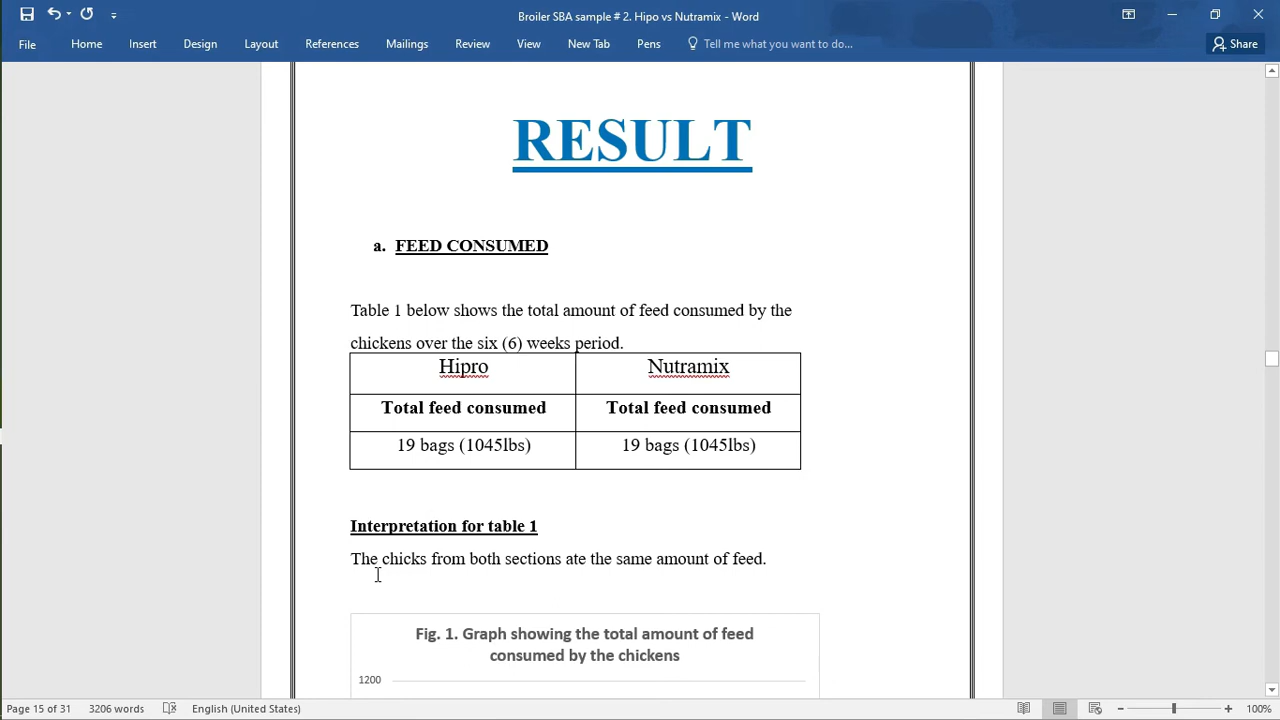 Broiler SBA sample # 2. Hipo vs Nutramix - Word
File Home Insert Design Layout References Mailings Review View New Tab Pens Tell me what you want to do... Share
RESULT
a. FEED CONSUMED
Table 1 below shows the total amount of feed consumed by the
chickens over the six (6) weeks period.
Hipro Nutramix
Total feed consumed Total feed consumed
19 bags (1045lbs) 19 bags (1045lbs)
Interpretation for table 1
The chicks from both sections ate the same amount of feed.
Fig. 1. Graph showing the total amount of feed
consumed by the chickens
1200
Page 15 of 31 3206 words English (United States) 100%